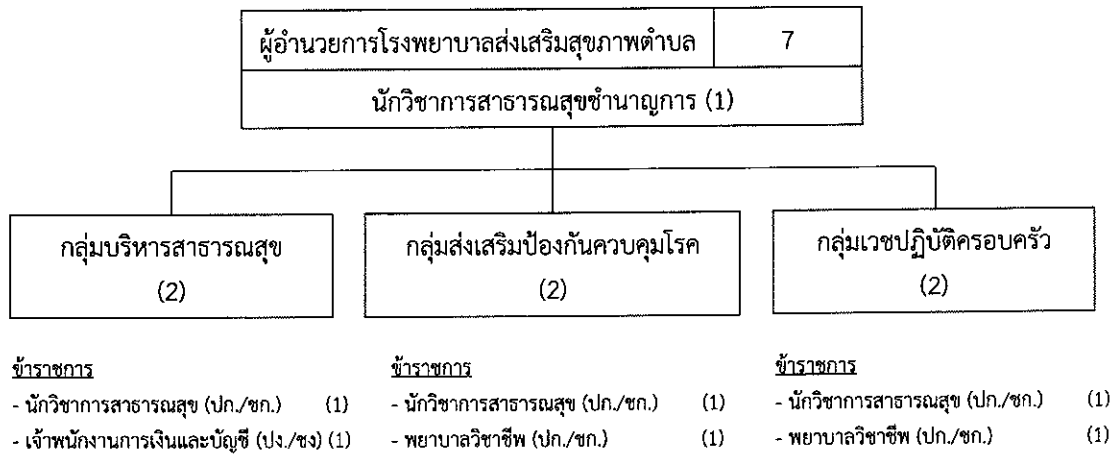 ผู้อำนวยการโรงพยาบาลส่งเสริมสุขภาพตำบล 7
นักวิชาการสาธารณสุขชำนาญการ (1)
กลุ่มบริหารสาธารณสุข
(2)
กลุ่มส่งเสริมป้องกันควบคุมโรค
(2)
กลุ่มเวชปฏิบัติครอบครัว
(2)
ข้าราชการ
- นักวิชาการสาธารณสุข (ปก./ชก.) (1)
- เจ้าพนักงานการเงินและบัญชี (ปง./ชง) (1)
ข้าราชการ
- นักวิชาการสาธารณสุข (ปก./ชก.) (1)
- พยาบาลวิชาชีพ (ปก./ชก.) (1)
ข้าราชการ
- นักวิชาการสาธารณสุข (ปก./ชก.) (1)
- พยาบาลวิชาชีพ (ปก./ชก.) (1)